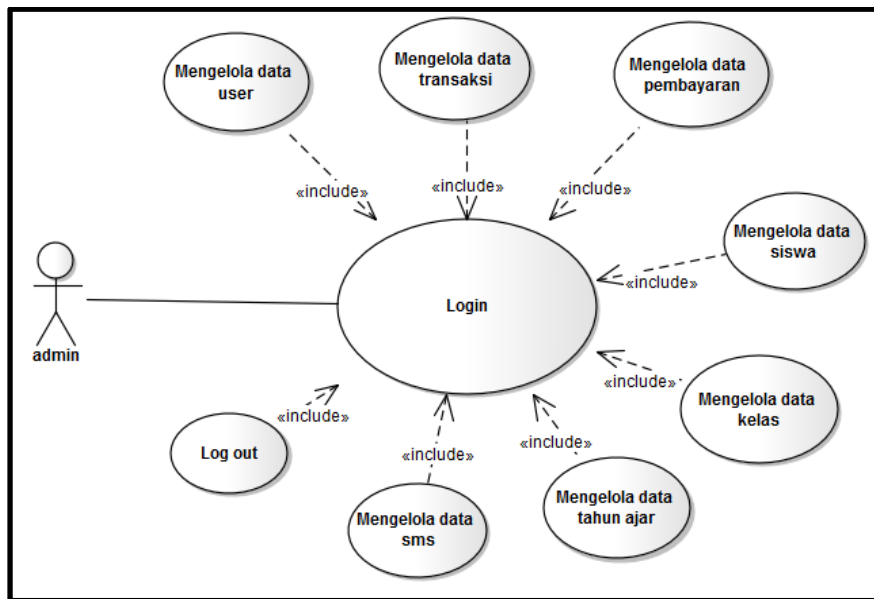 Mengelola data
user
Mengelola data
transaksi
Mengelola data
pembayaran
«include»
«include»
«include»
Mengelola data
siswa
«include»
Login
admin
«include»
Mengelola data
kelas
«include»
Log out
«include»
«include»
Mengelola data
sms
Mengelola data
tahun ajar